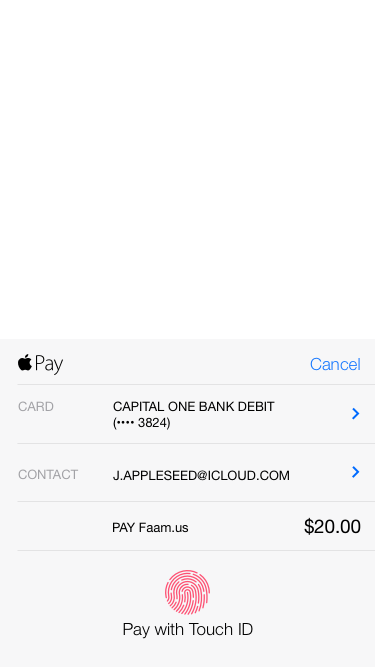 Pay
Cancel
CARD
CAPITAL ONE BANK DEBIT
(•••• 3824)
CONTACT
J.APPLESEED@ICLOUD.COM
PAY Faam.us
$20.00
Pay with Touch ID